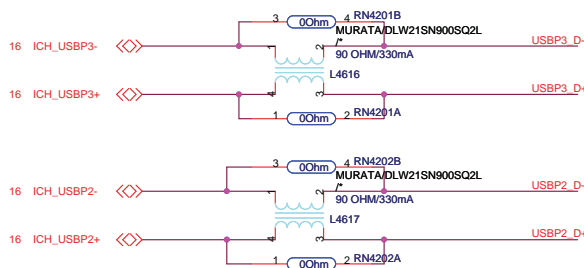 3 0Ohm 4 RN4201B
MURATA/DLW21SN900SQ2L
16 ICH_USBP3- 1 2 /* USBP3_D-
90 OHM/330mA
L4616
16 ICH_USBP3+ 4 3 USBP3_D+
1 0Ohm 2 RN4201A
3 0Ohm 4 RN4202B
MURATA/DLW21SN900SQ2L
16 ICH_USBP2- 1 2 /* USBP2_D-
90 OHM/330mA
L4617
16 ICH_USBP2+ 4 3 USBP2_D+
1 0Ohm 2 RN4202A